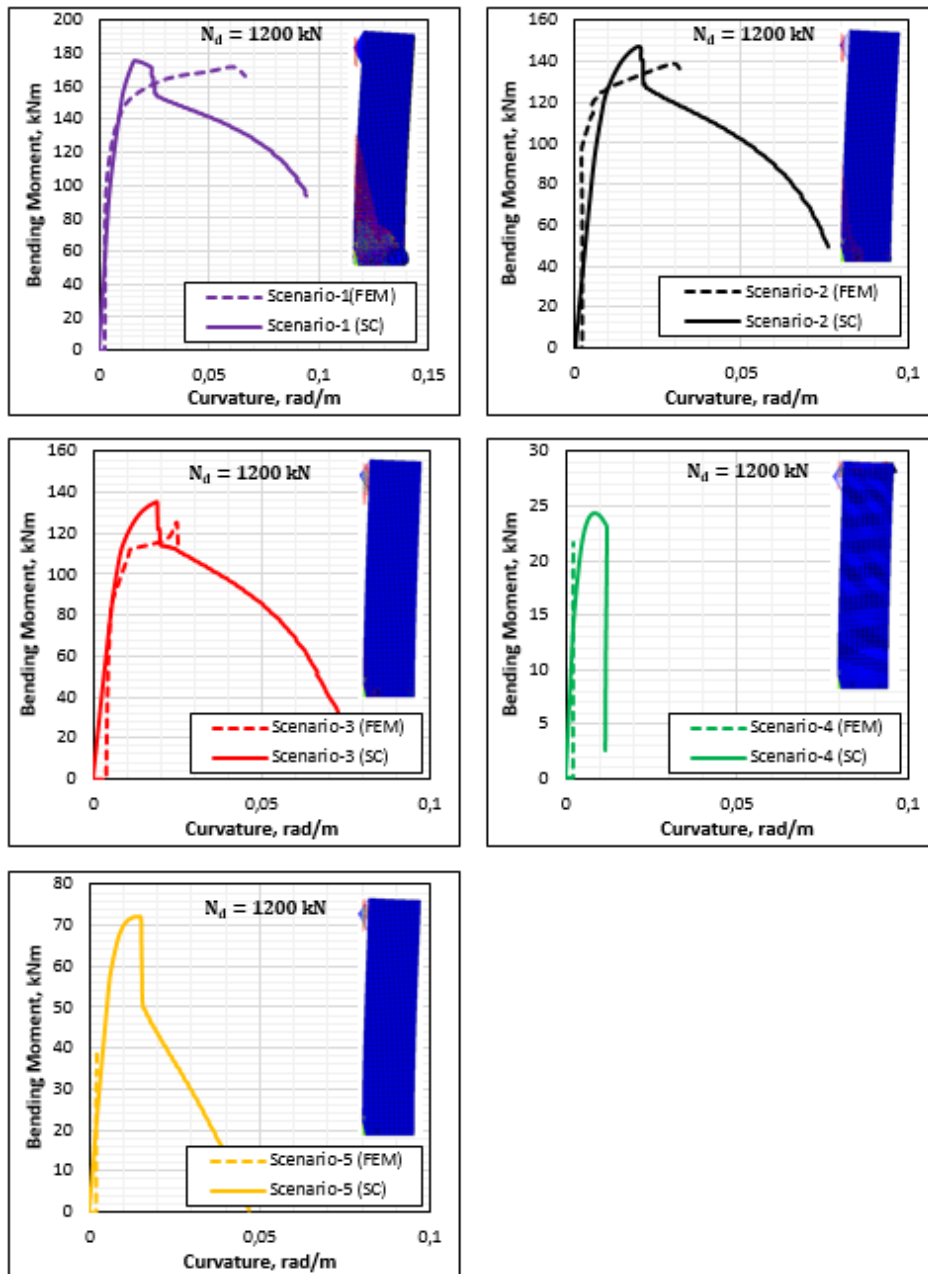 200
180
160
140
120
100
80
60
40
20
0
Bending Moment, kNm
N_d = 1200 kN
Scenario-1(FEM)
Scenario-1 (SC)
0 0,05 0,1 0,15
Curvature, rad/m
160
140
120
100
80
60
40
20
0
Bending Moment, kNm
N_d = 1200 kN
Scenario-2 (FEM)
Scenario-2 (SC)
0 0,05 0,1
Curvature, rad/m
160
140
120
100
80
60
40
20
0
Bending Moment, kNm
N_d = 1200 kN
Scenario-3 (FEM)
Scenario-3 (SC)
0 0,05 0,1
Curvature, rad/m
30
25
20
15
10
5
0
Bending Moment, kNm
N_d = 1200 kN
Scenario-4 (FEM)
Scenario-4 (SC)
0 0,05 0,1
Curvature, rad/m
80
70
60
50
40
30
20
10
0
Bending Moment, kNm
N_d = 1200 kN
Scenario-5 (FEM)
Scenario-5 (SC)
0 0,05 0,1
Curvature, rad/m